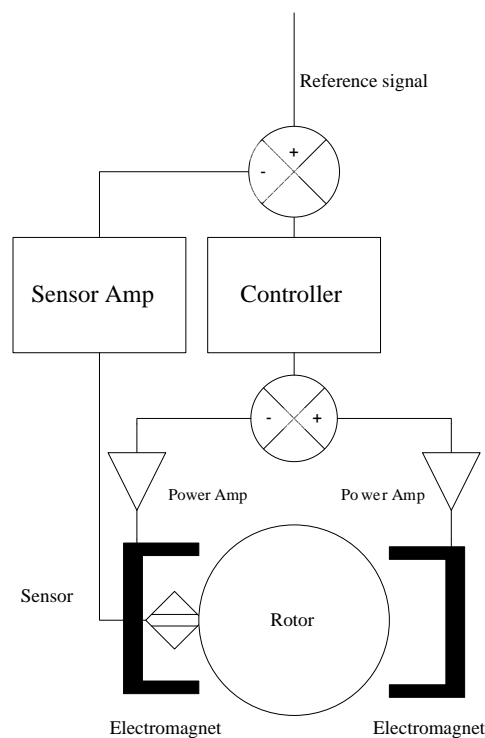 Reference signal
+
-
Sensor Amp
Controller
- +
Power Amp
Power Amp
Sensor
Rotor
Electromagnet
Electromagnet